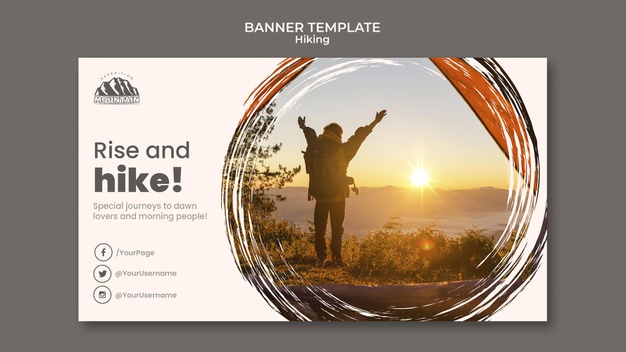 BANNER TEMPLATE
Hiking
EXPEDITION
MOUNTAIN
Rise and
hike!
Special journeys to dawn
lovers and morning people!
/YourPage
@YourUsername
@YourUsername